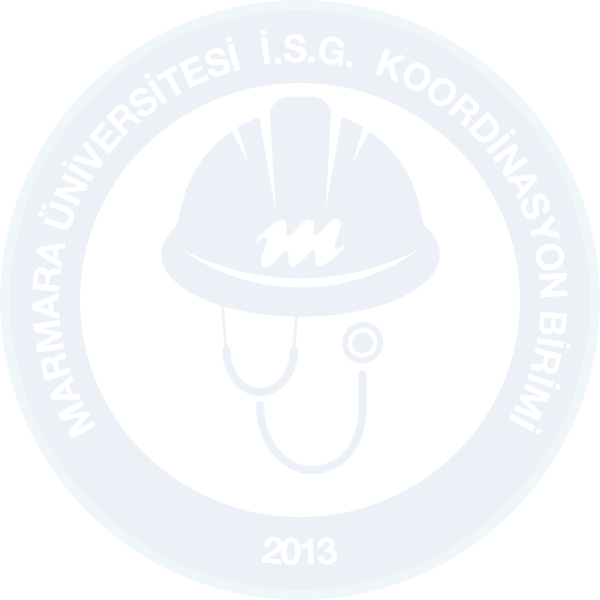 MARMARA ÜNİVERSİTESİ İ.S.G. KOORDİNASYON BİRİMİ
2013